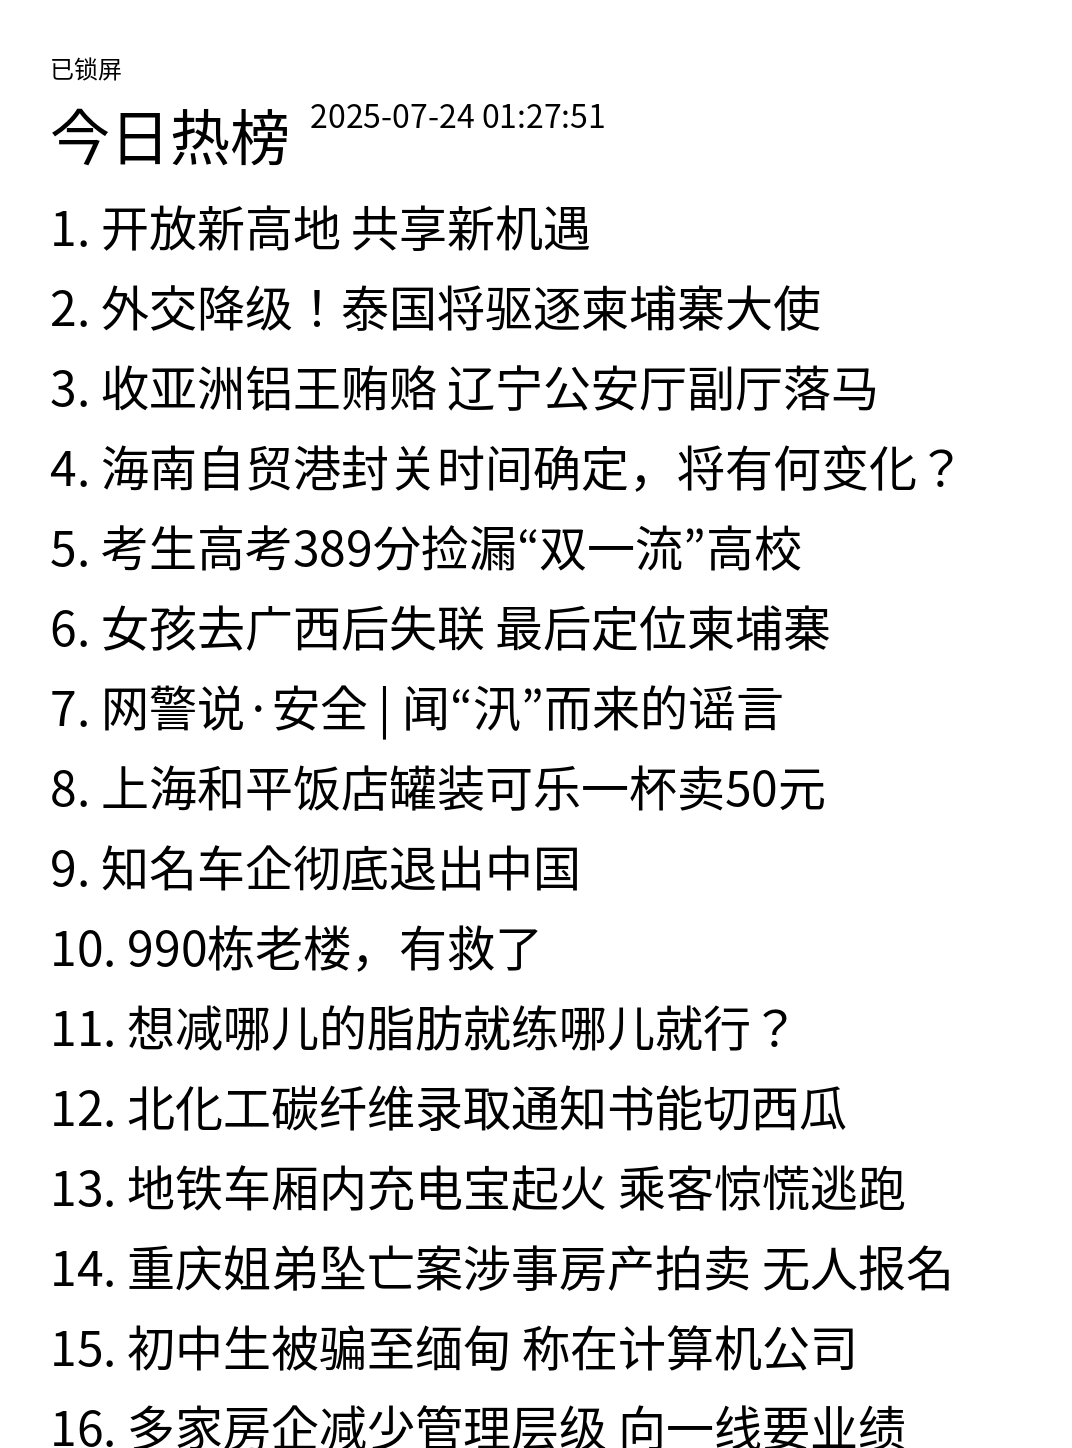 已锁屏
今日热榜 2025-07-24 01:27:51
1. 开放新高地 共享新机遇
2. 外交降级！泰国将驱逐柬埔寨大使
3. 收亚洲铝王贿赂 辽宁公安厅副厅落马
4. 海南自贸港封关时间确定，将有何变化？
5. 考生高考389分捡漏“双一流”高校
6. 女孩去广西后失联 最后定位柬埔寨
7. 网警说·安全 | 闻“汛”而来的谣言
8. 上海和平饭店罐装可乐一杯卖50元
9. 知名车企彻底退出中国
10. 990栋老楼，有救了
11. 想减哪儿的脂肪就练哪儿就行？
12. 北化工碳纤维录取通知书能切西瓜
13. 地铁车厢内充电宝起火 乘客惊慌逃跑
14. 重庆姐弟坠亡案涉事房产拍卖 无人报名
15. 初中生被骗至缅甸 称在计算机公司
16. 多家房企减少管理层级 向一线要业绩